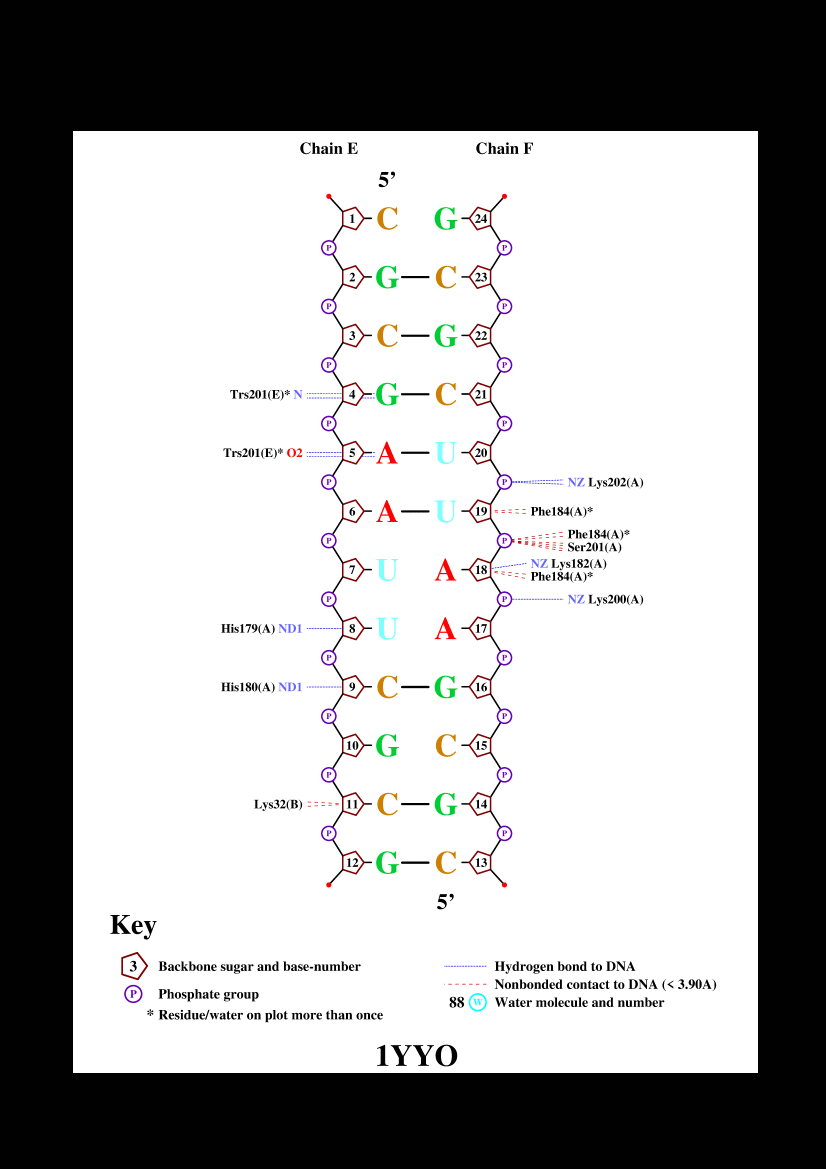 Chain E Chain F
5’
1 C G 24
P P
2 G C 23
P P
3 C G 22
P P
Trs201(E)* N 4 G C 21
P P
Trs201(E)* O2 5 A U 20
P P NZ Lys202(A)
6 A U 19 Phe184(A)*
P P Phe184(A)*
Ser201(A)
7 U A 18 NZ Lys182(A)
Phe184(A)*
P P NZ Lys200(A)
His179(A) ND1 8 U A 17
P P
His180(A) ND1 9 C G 16
P P
10 G C 15
P P
Lys32(B) 11 C G 14
P P
12 G C 13
5’
Key
3 Backbone sugar and base-number
P Phosphate group
* Residue/water on plot more than once
Hydrogen bond to DNA
Nonbonded contact to DNA (< 3.90A)
88 W Water molecule and number
1YYO